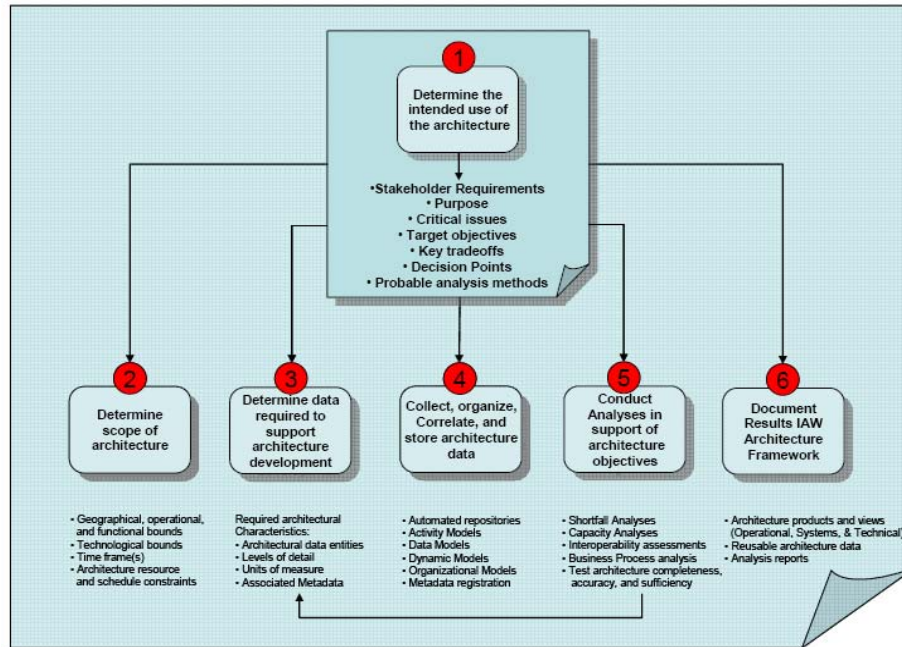 1
Determine the
intended use of
the architecture
•Stakeholder Requirements
• Purpose
• Critical issues
• Target objectives
• Key tradeoffs
• Decision Points
• Probable analysis methods
2
Determine
scope of
architecture
• Geographical, operational,
and functional bounds
• Technological bounds
• Time frame(s)
• Architecture resource
and schedule constraints
3
Determine data
required to
support
architecture
development
Required architectural
Characteristics:
• Architectural data entities
• Levels of detail
• Units of measure
• Associated Metadata
4
Collect, organize,
Correlate, and
store architecture
data
• Automated repositories
• Activity Models
• Data Models
• Dynamic Models
• Organizational Models
• Metadata registration
5
Conduct
Analyses in
support of
architecture
objectives
• Shortfall Analyses
• Capacity Analyses
• Interoperability assessments
• Business Process analysis
• Test architecture completeness,
accuracy, and sufficiency
6
Document
Results IAW
Architecture
Framework
• Architecture products and views
(Operational, Systems, & Technical)
• Reusable architecture data
• Analysis reports